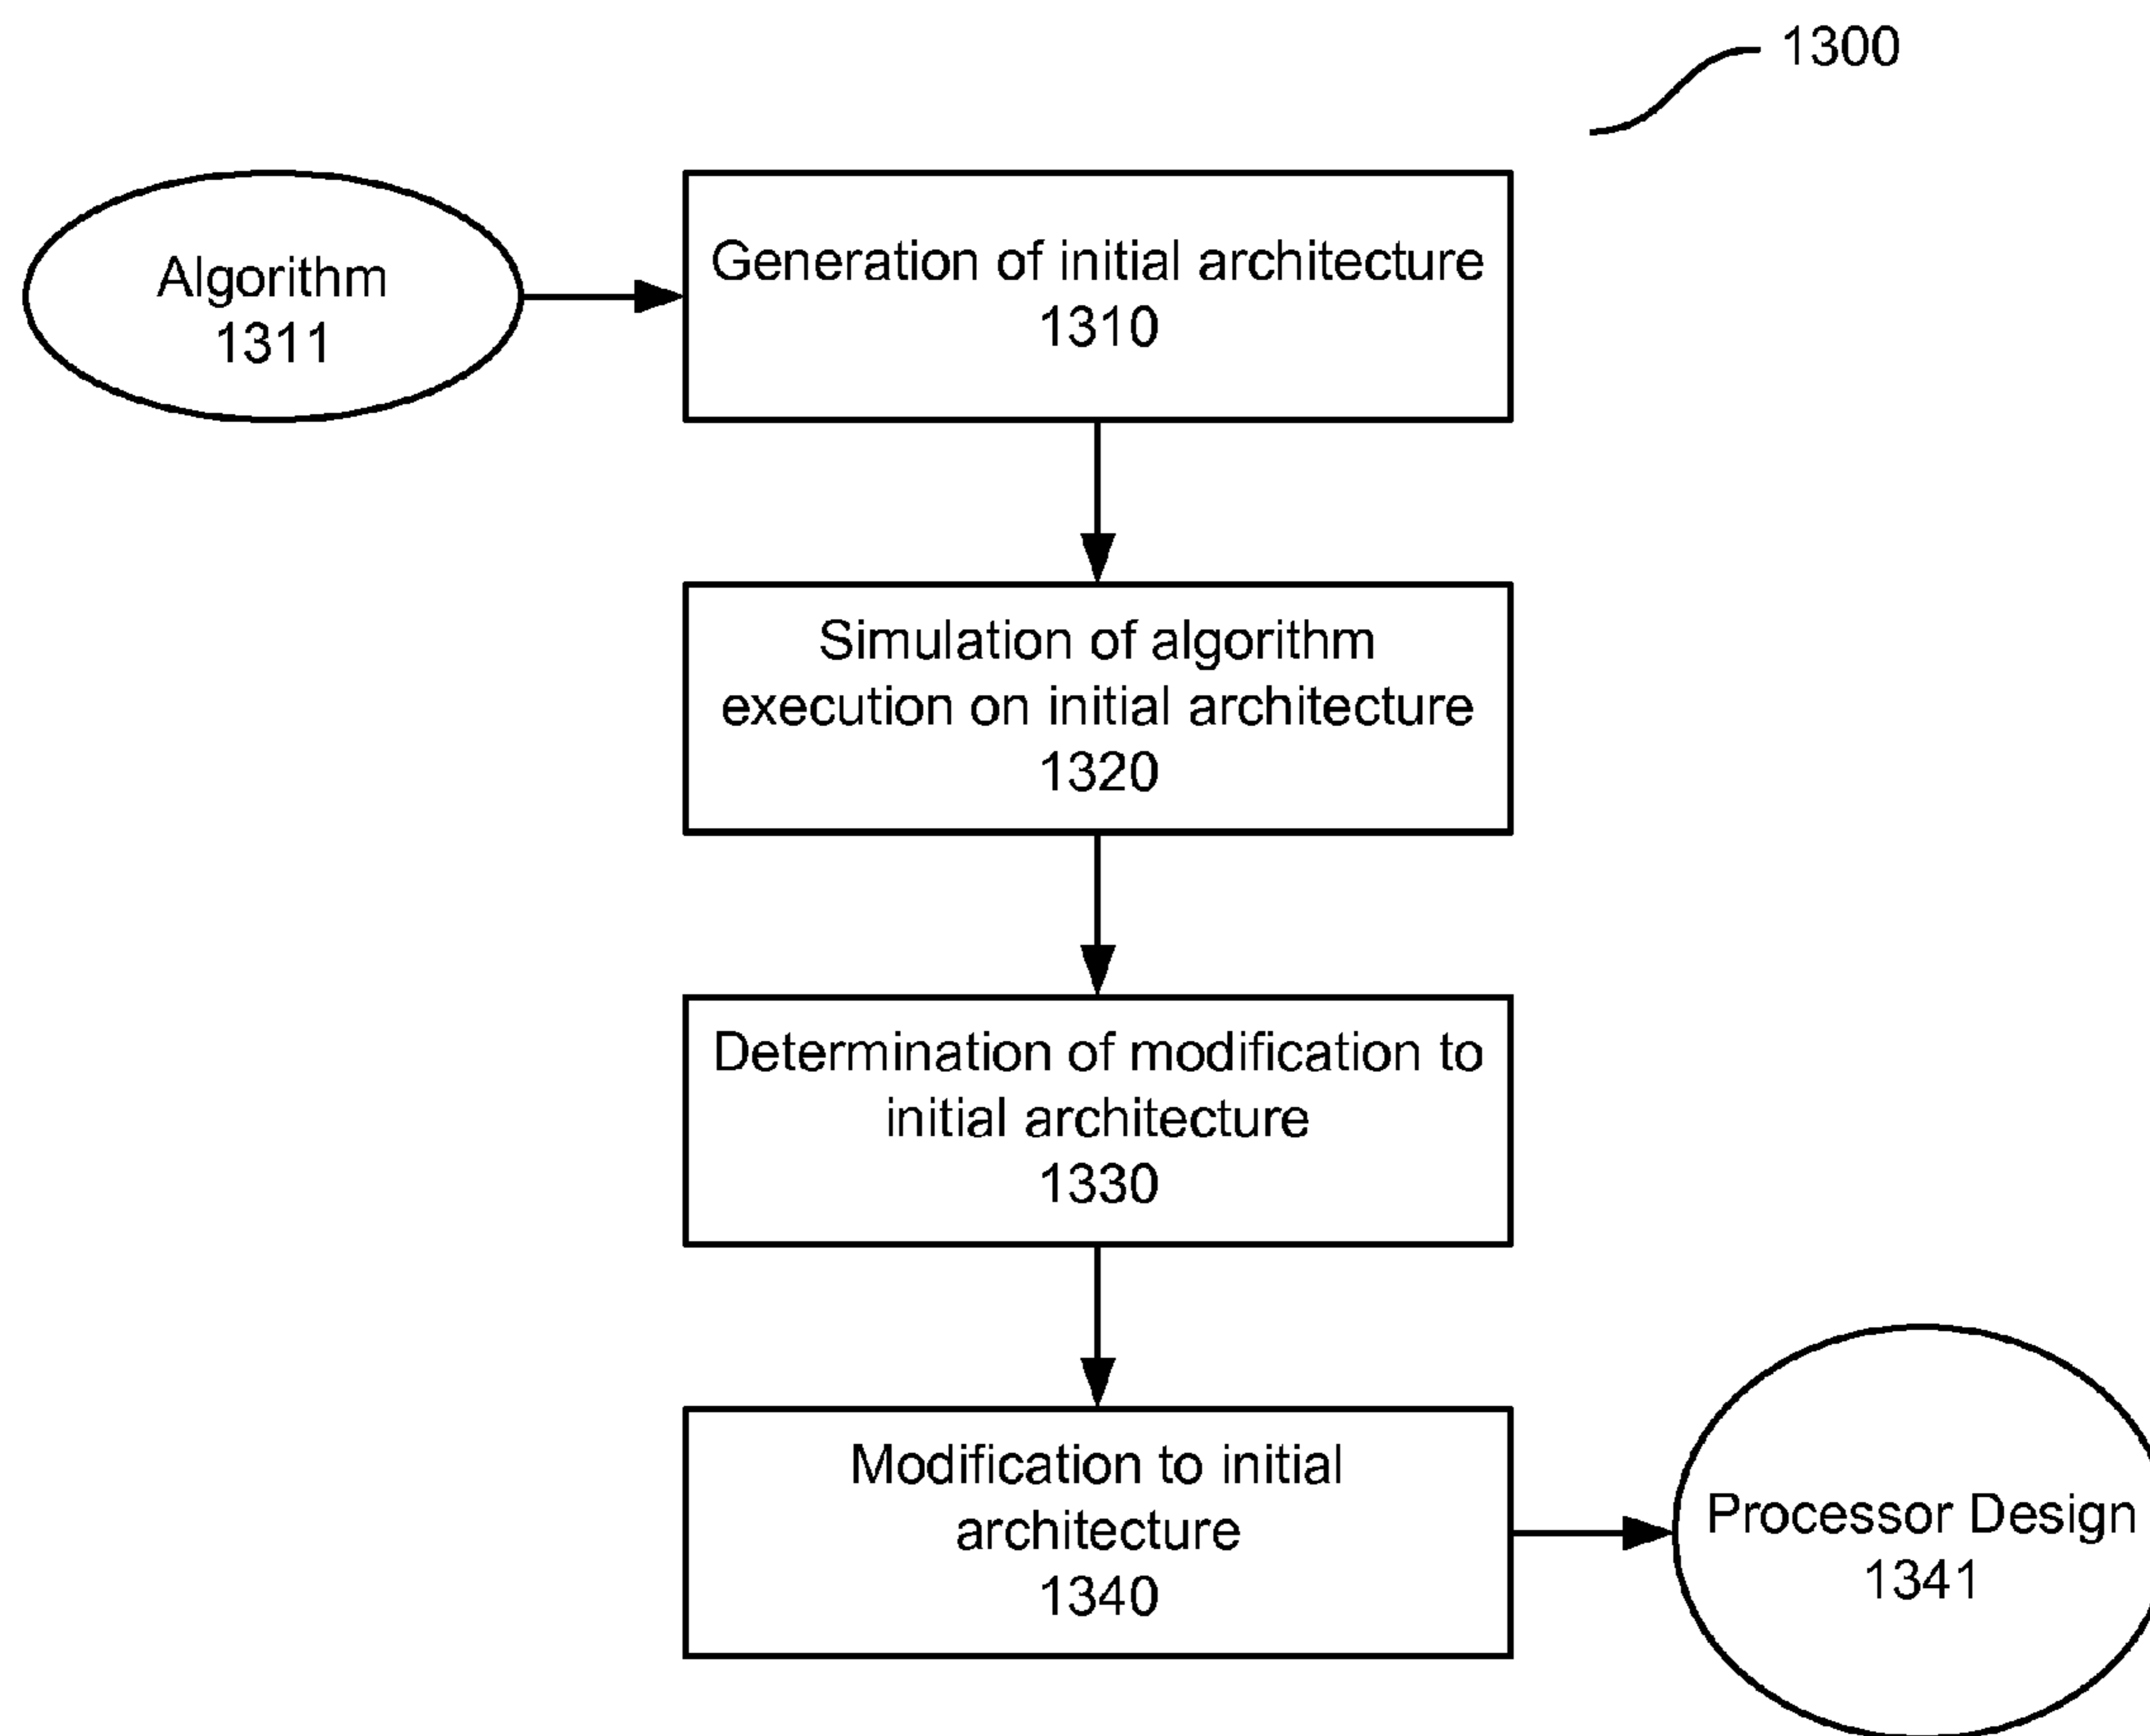 1300
Algorithm
1311
Generation of initial architecture
1310
Simulation of algorithm
execution on initial architecture
1320
Determination of modification to
initial architecture
1330
Modification to initial
architecture
1340
Processor Design
1341